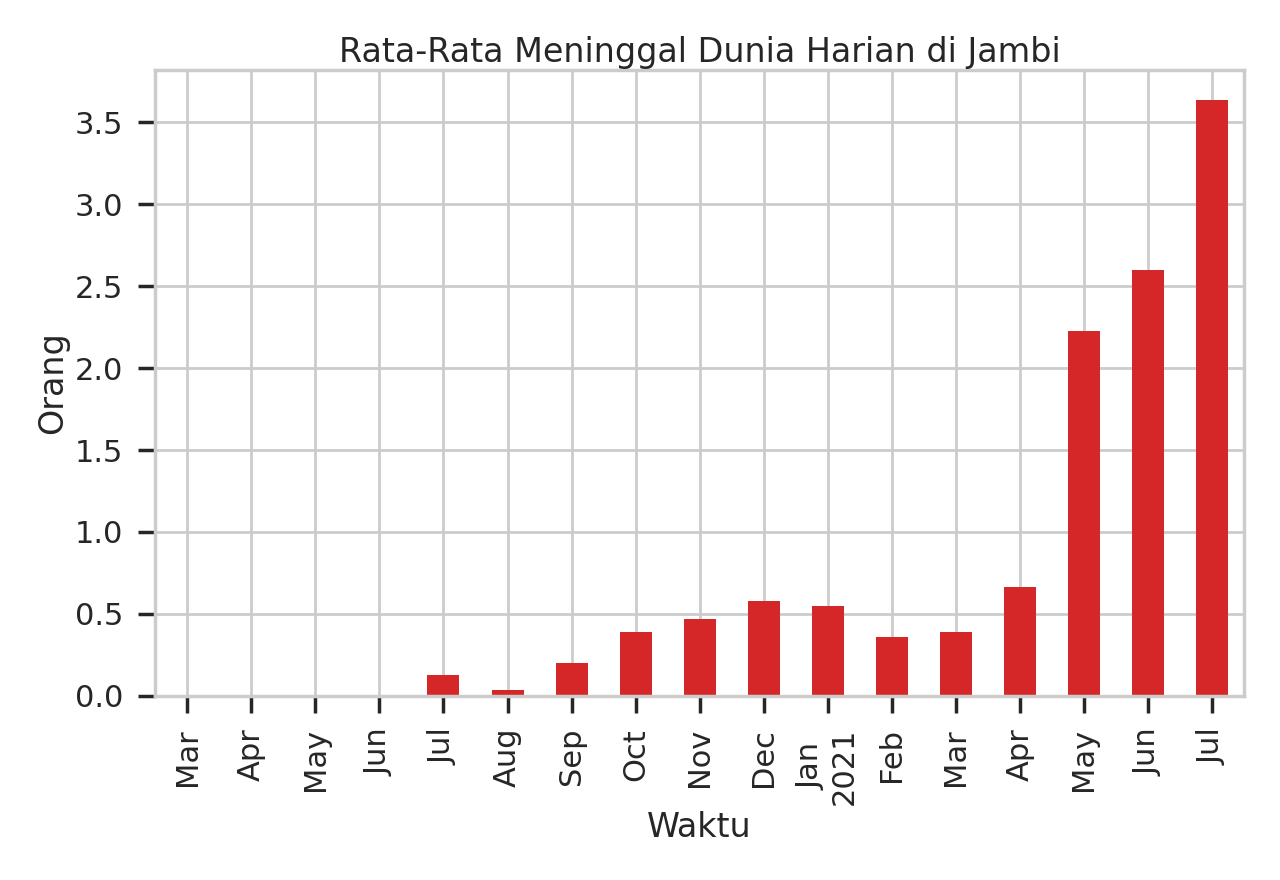 Rata-Rata Meninggal Dunia Harian di Jambi
Orang
3.5
3.0
2.5
2.0
1.5
1.0
0.5
0.0
Mar
Apr
May
Jun
Jul
Aug
Sep
Oct
Nov
Dec
Jan
2021
Feb
Mar
Apr
May
Jun
Jul
Waktu